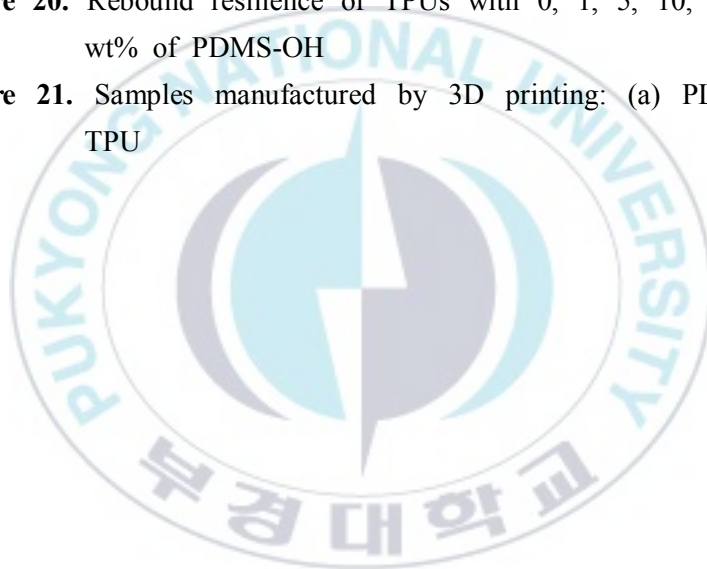 re 20. Rebound resilience of TPUs with 0, 1, 5, 10,
wt% of PDMS-OH
re 21. Samples manufactured by 3D printing: (a) PL
TPU
PUKYONG NATIONAL UNIVERSITY
부경대학교